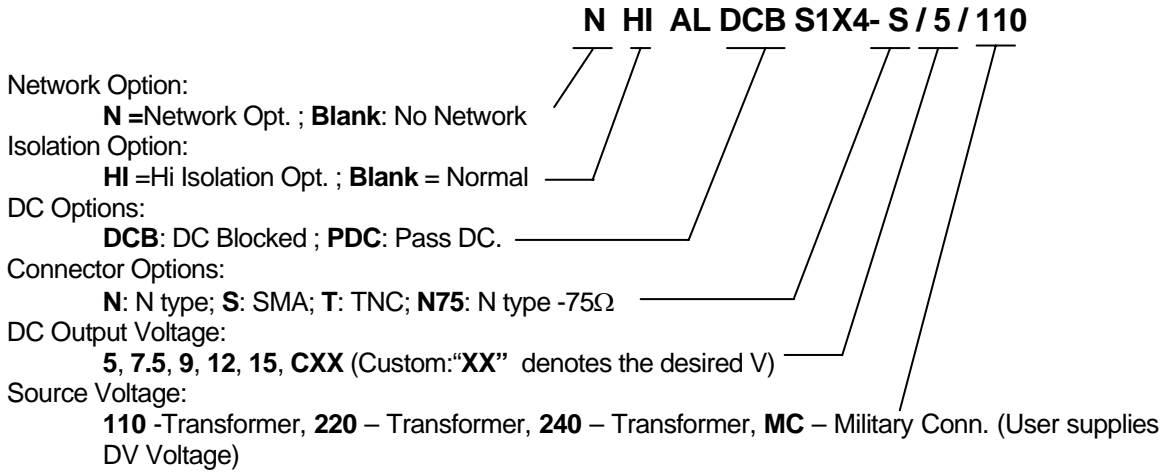 N HI AL DCB S1X4- S / 5 / 110
Network Option:
N =Network Opt. ; Blank: No Network
Isolation Option:
HI =Hi Isolation Opt. ; Blank = Normal
DC Options:
DCB: DC Blocked ; PDC: Pass DC.
Connector Options:
N: N type; S: SMA; T: TNC; N75: N type -75Ω
DC Output Voltage:
5, 7.5, 9, 12, 15, CXX (Custom:“XX” denotes the desired V)
Source Voltage:
110 -Transformer, 220 – Transformer, 240 – Transformer, MC – Military Conn. (User supplies
DV Voltage)